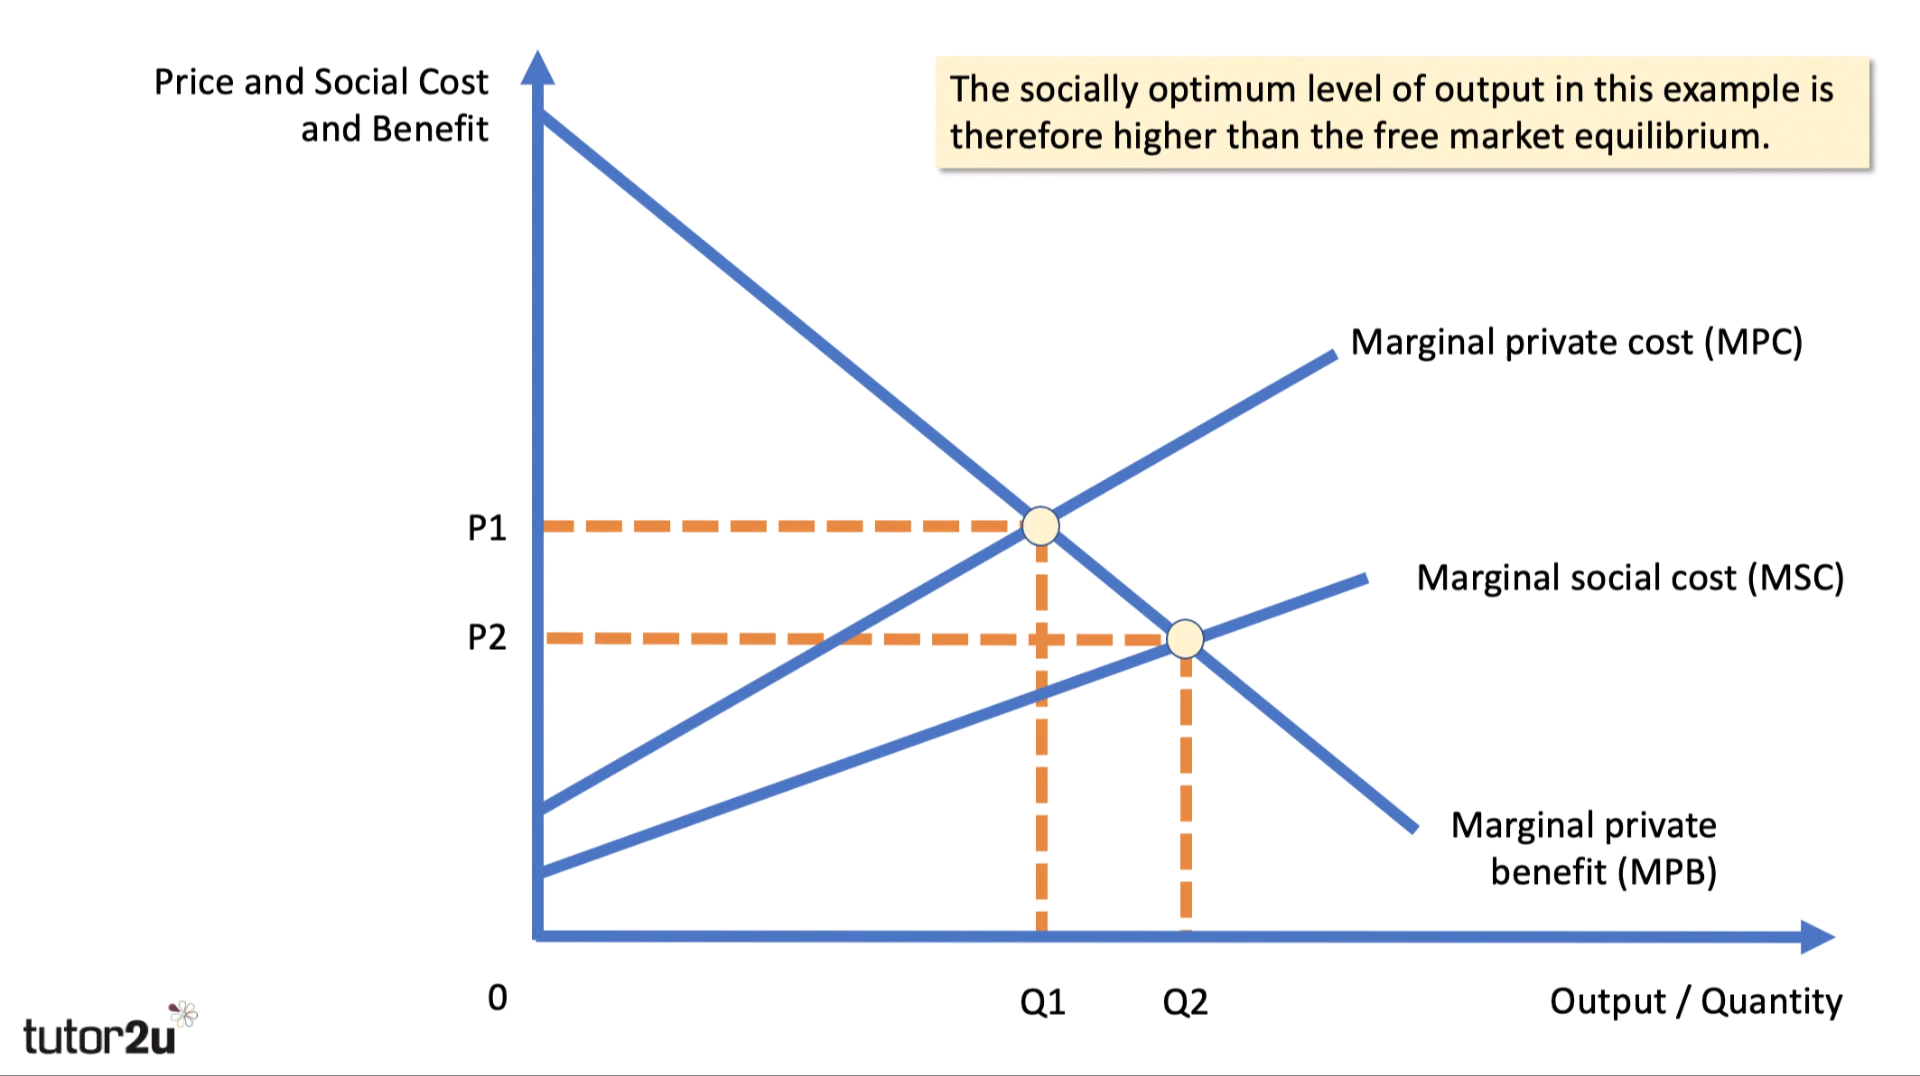 Price and Social Cost
and Benefit
The socially optimum level of output in this example is
therefore higher than the free market equilibrium.
Marginal private cost (MPC)
P1
Marginal social cost (MSC)
P2
Marginal private
benefit (MPB)
0
Q1
Q2
Output / Quantity
tutor2u